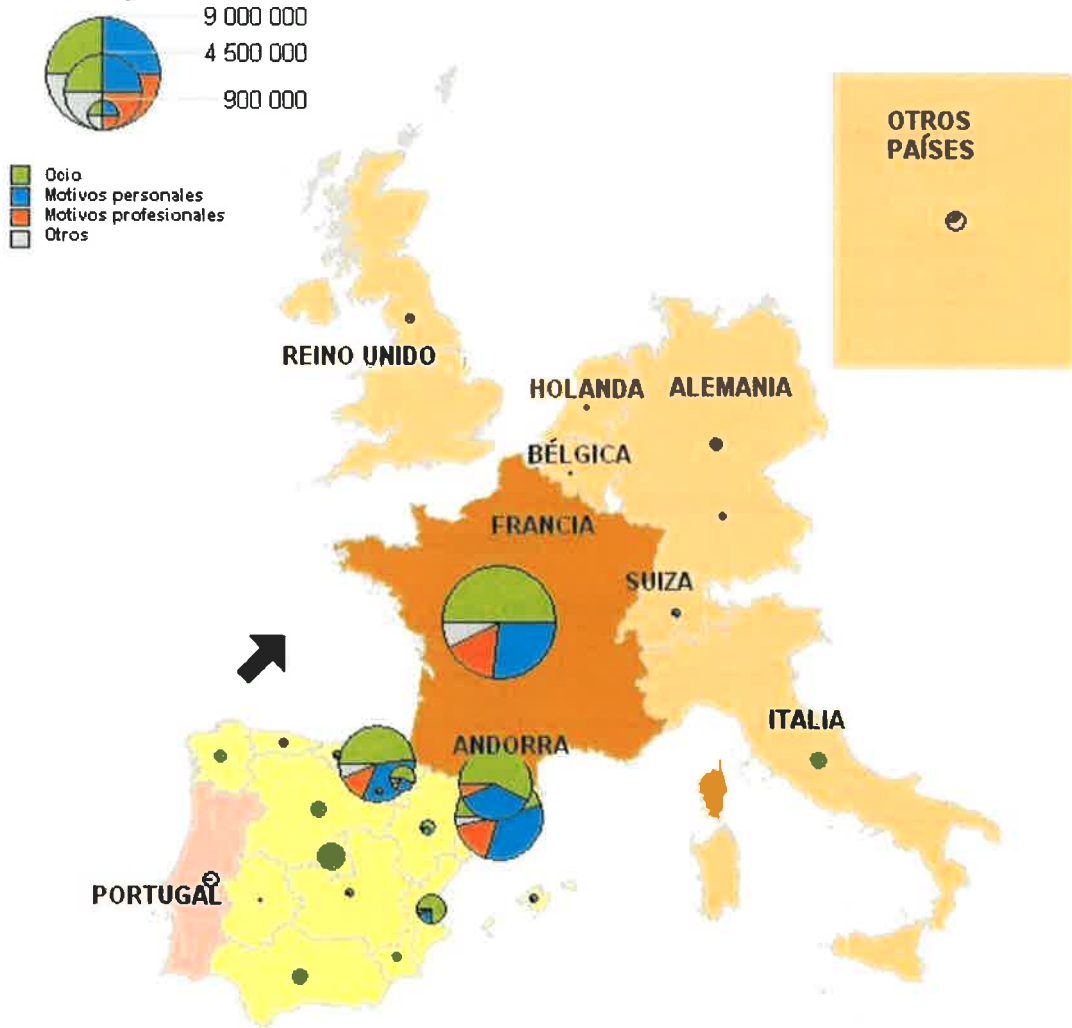 9 000 000
4 500 000
900 000
Ocio
Motivos personales
Motivos profesionales
Otros
OTROS
PAÍSES
REINO UNIDO
HOLANDA
ALEMANIA
BÉLGICA
FRANCIA
SUIZA
ITALIA
ANDORRA
PORTUGAL